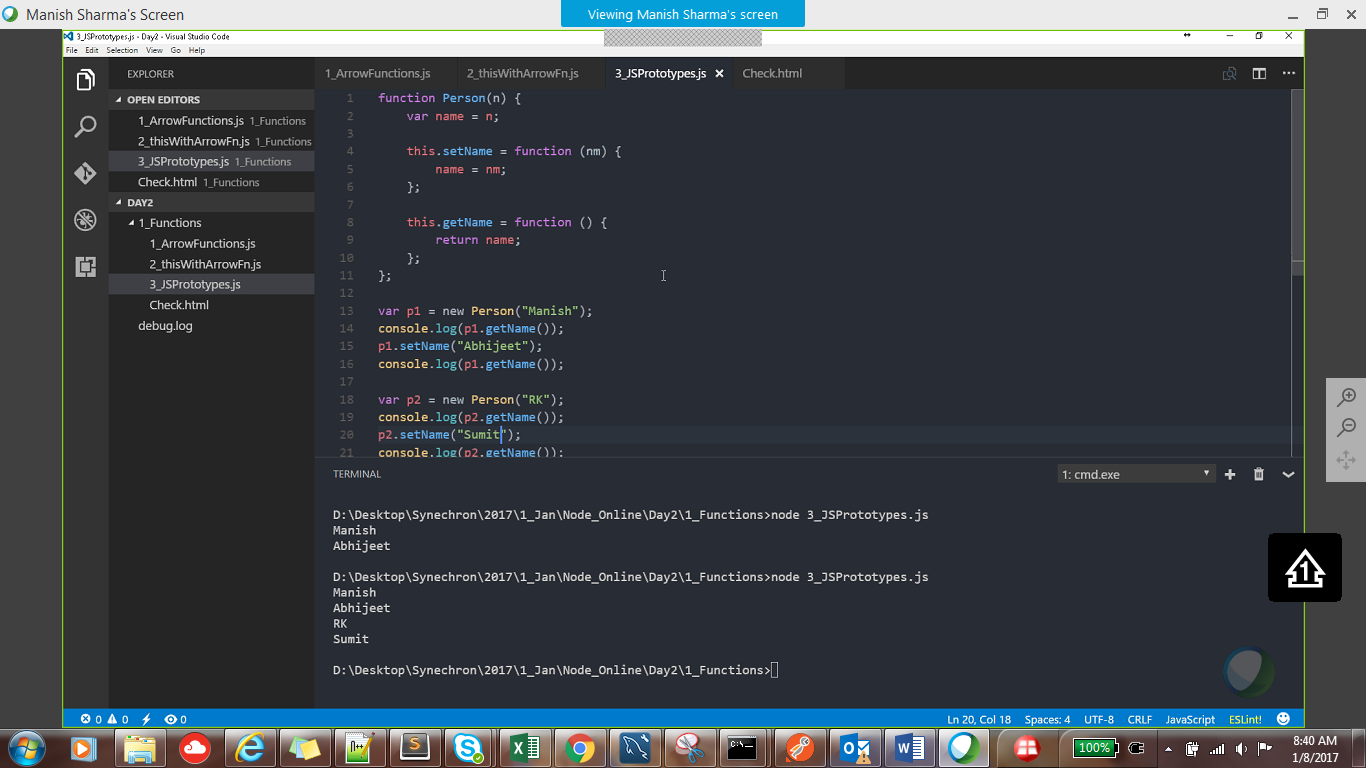 Manish Sharma's Screen
Viewing Manish Sharma's screen
3_JSPrototypes.js - Day2 - Visual Studio Code
File Edit Selection View Go Help
EXPLORER
OPEN EDITORS
1_ArrowFunctions.js 1_Functions
2_thisWithArrowFn.js 1_Functions
3_JSPrototypes.js 1_Functions
Check.html 1_Functions
DAY2
1_Functions
1_ArrowFunctions.js
2_thisWithArrowFn.js
3_JSPrototypes.js
Check.html
debug.log
1_ArrowFunctions.js 2_thisWithArrowFn.js 3_JSPrototypes.js Check.html
1 function Person(n) {
2 var name = n;
3
4 this.setName = function (nm) {
5 name = nm;
6 };
7
8 this.getName = function () {
9 return name;
10 };
11 };
12
13 var p1 = new Person("Manish");
14 console.log(p1.getName());
15 p1.setName("Abhijeet");
16 console.log(p1.getName());
17
18 var p2 = new Person("RK");
19 console.log(p2.getName());
20 p2.setName("Sumit");
21 console.log(p2.getName());
TERMINAL
1: cmd.exe
D:\Desktop\Synechron\2017\1_Jan\Node_Online\Day2\1_Functions>node 3_JSPrototypes.js
Manish
Abhijeet
D:\Desktop\Synechron\2017\1_Jan\Node_Online\Day2\1_Functions>node 3_JSPrototypes.js
Manish
Abhijeet
RK
Sumit
D:\Desktop\Synechron\2017\1_Jan\Node_Online\Day2\1_Functions>
1
0 0 0
Ln 20, Col 18 Spaces: 4 UTF-8 CRLF JavaScript ESLint!
100%
8:40 AM
1/8/2017